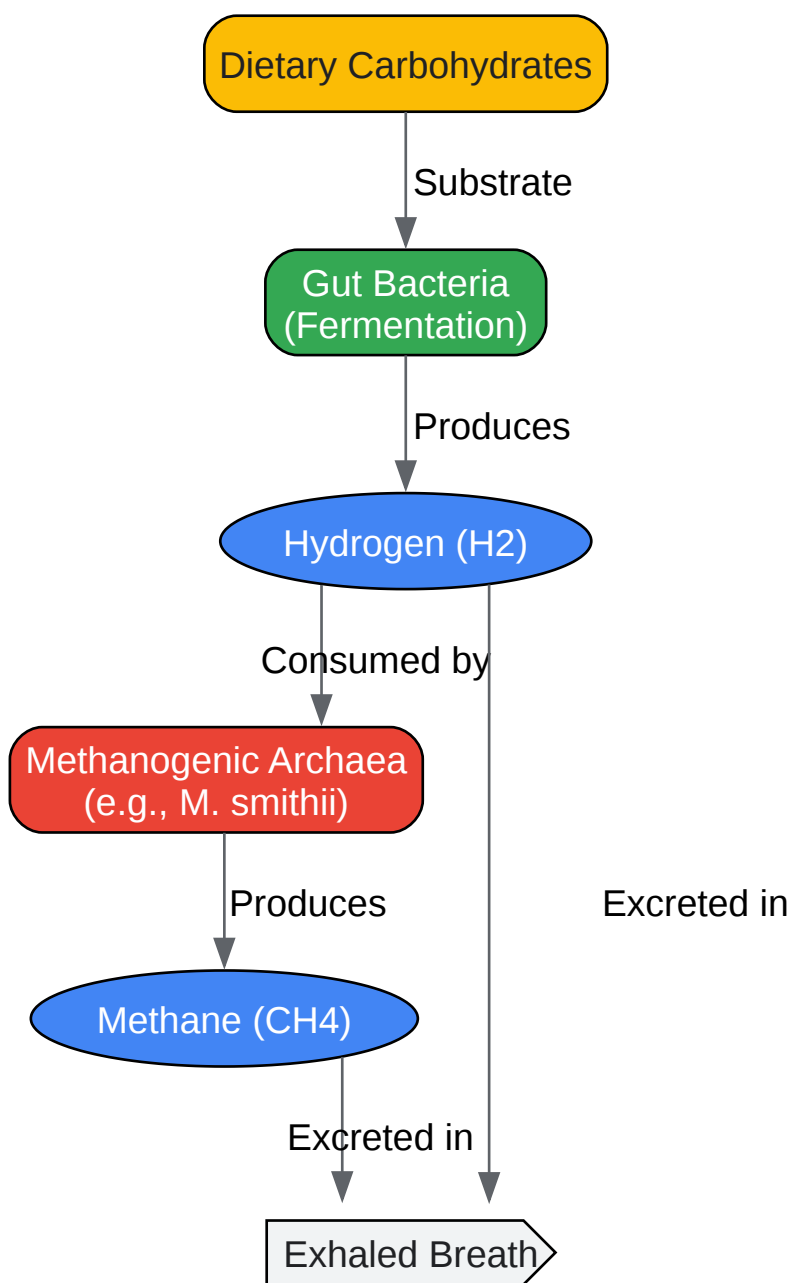 Dietary Carbohydrates
Substrate
Gut Bacteria
(Fermentation)
Produces
Hydrogen (H2)
Consumed by
Methanogenic Archaea
(e.g., M. smithii)
Produces
Excreted in
Methane (CH4)
Excreted in
Exhaled Breath